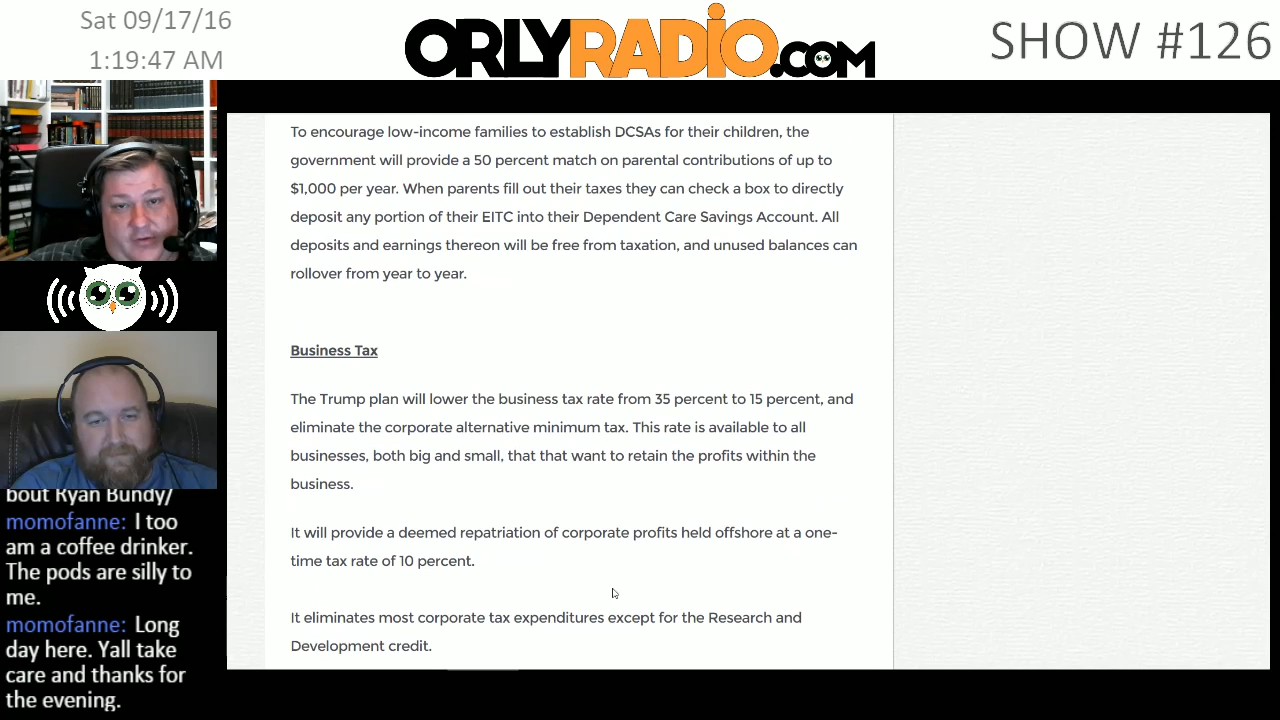 Sat 09/17/16
1:19:47 AM
ORLYRADiO.COM
SHOW #126
To encourage low-income families to establish DCSAs for their children, the
government will provide a 50 percent match on parental contributions of up to
$1,000 per year. When parents fill out their taxes they can check a box to directly
deposit any portion of their EITC into their Dependent Care Savings Account. All
deposits and earnings thereon will be free from taxation, and unused balances can
rollover from year to year.
Business Tax
The Trump plan will lower the business tax rate from 35 percent to 15 percent, and
eliminate the corporate alternative minimum tax. This rate is available to all
businesses, both big and small, that that want to retain the profits within the
business.
It will provide a deemed repatriation of corporate profits held offshore at a one-
time tax rate of 10 percent.
It eliminates most corporate tax expenditures except for the Research and
Development credit.
bout Ryan Bundy/
momofanne: I too
am a coffee drinker.
The pods are silly to
me.
momofanne: Long
day here. Yall take
care and thanks for
the evening.